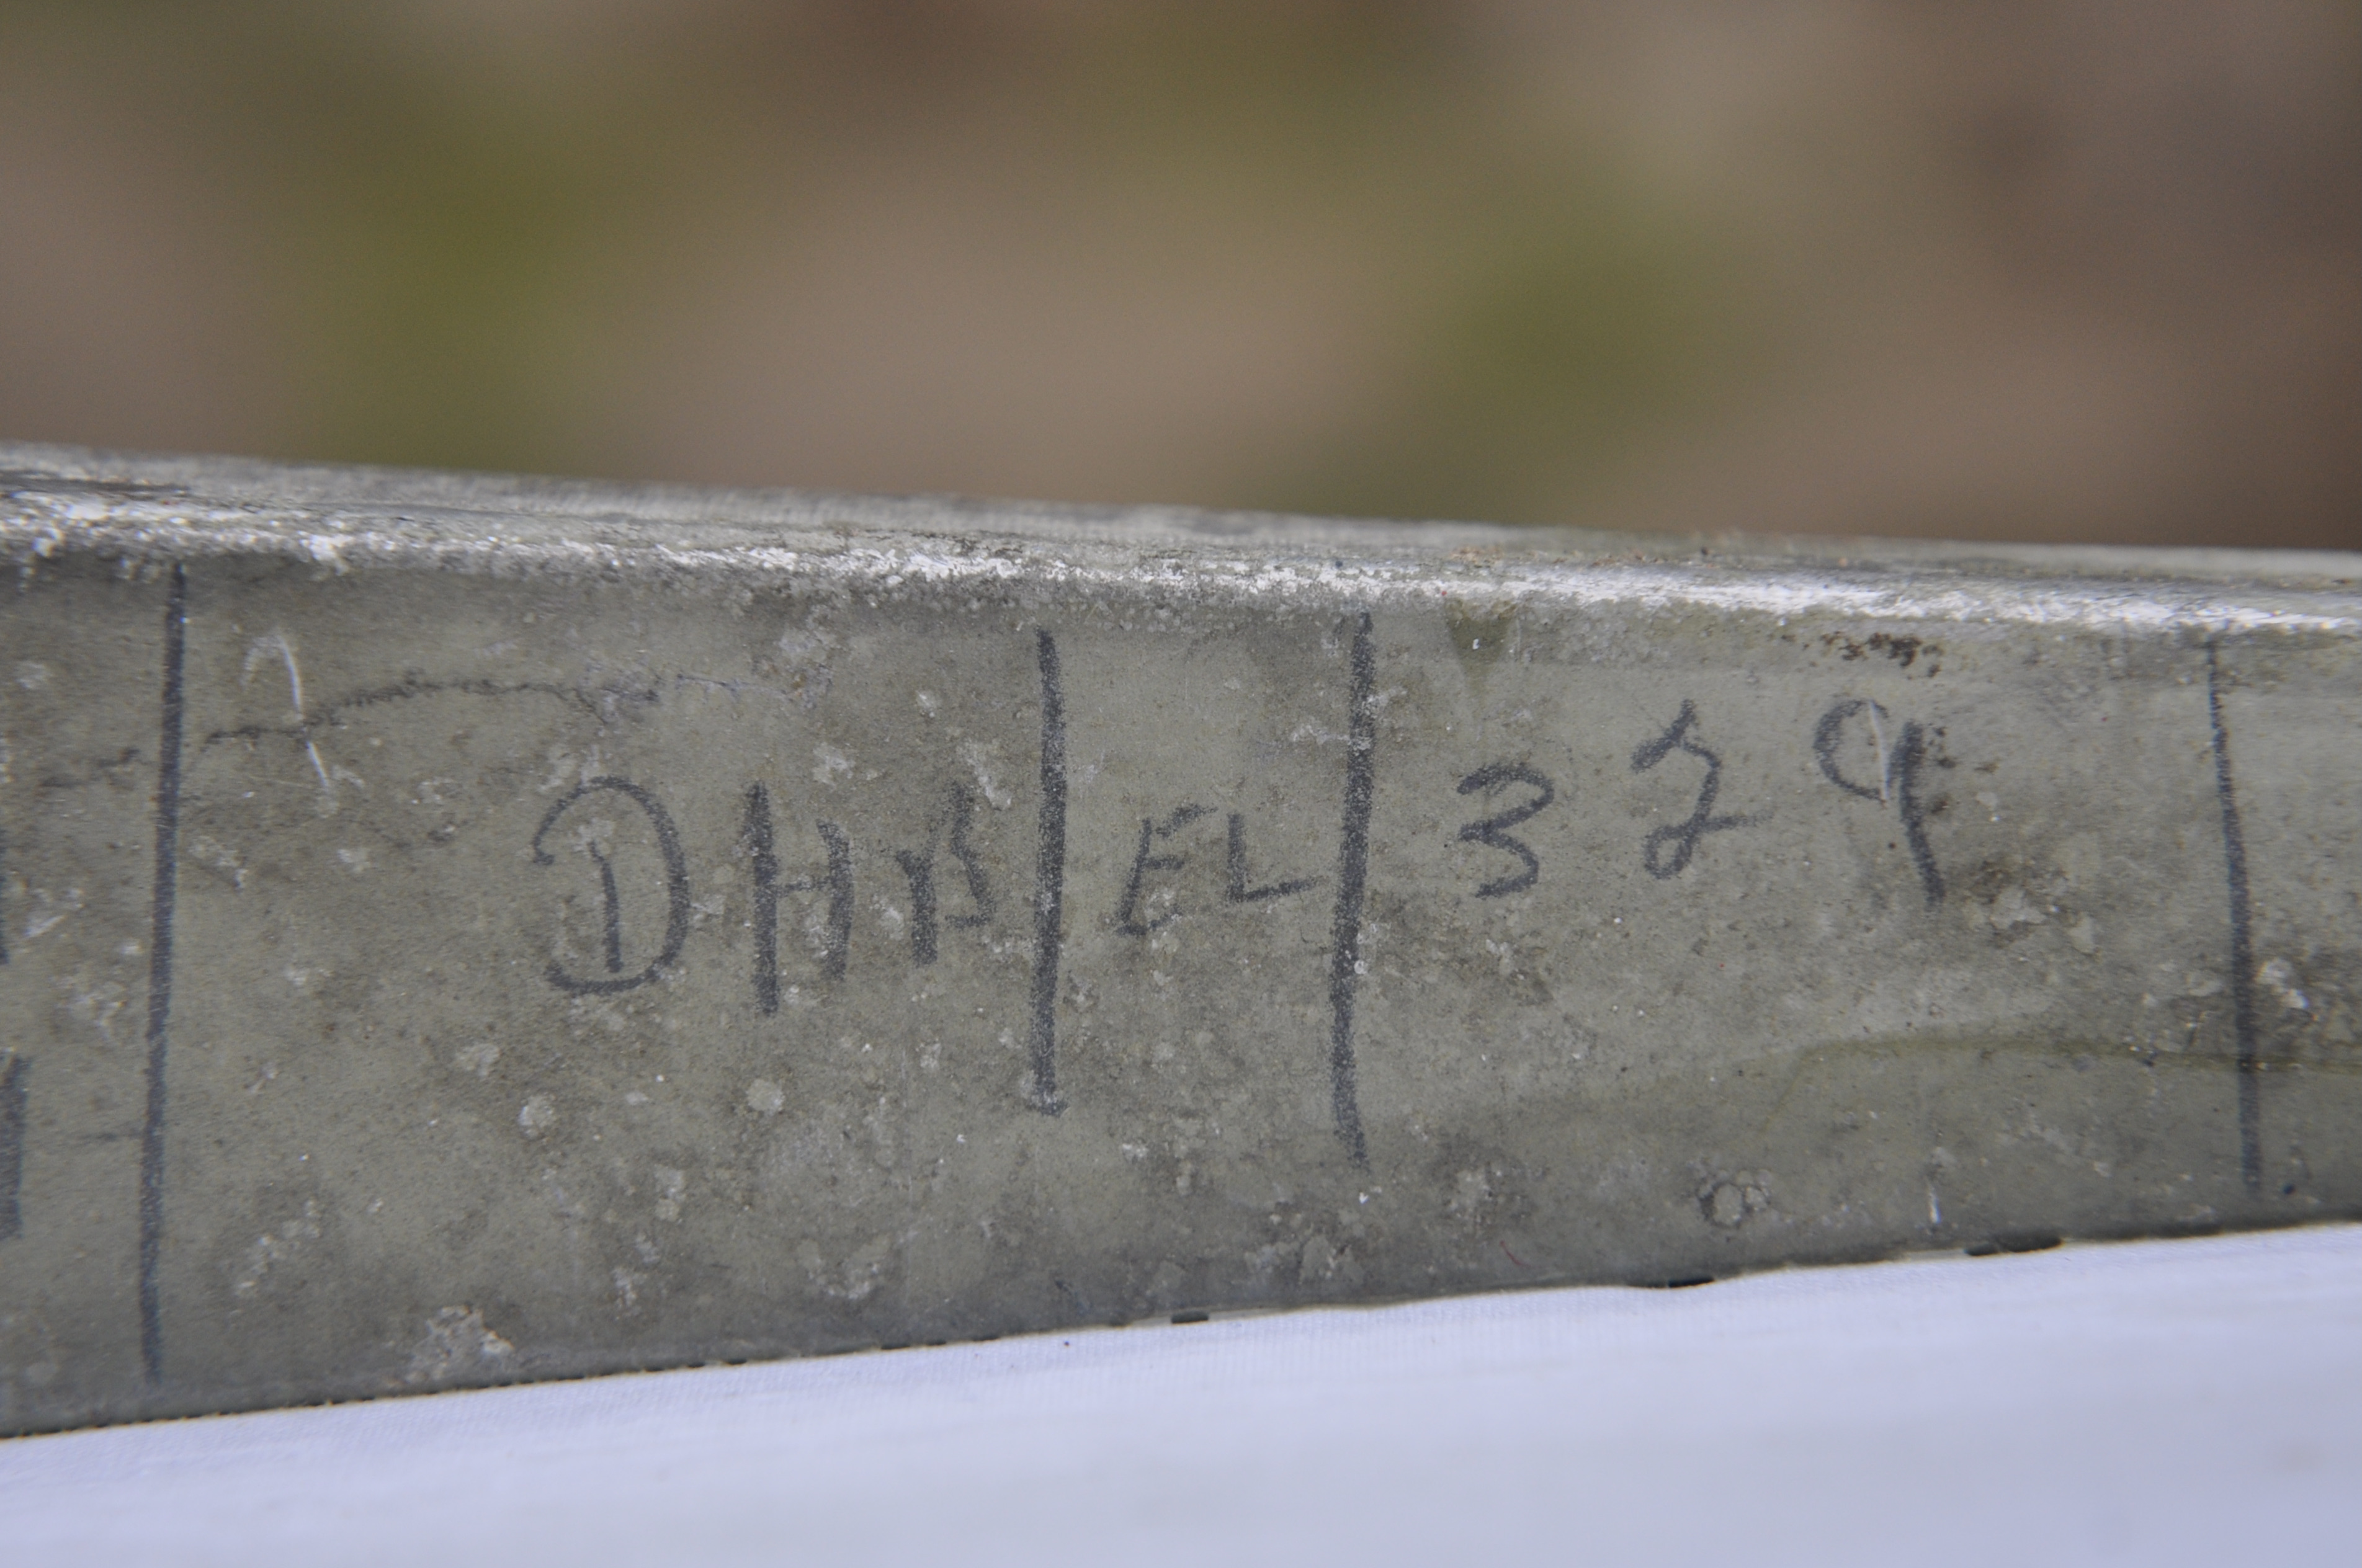 DHB | EL | 329